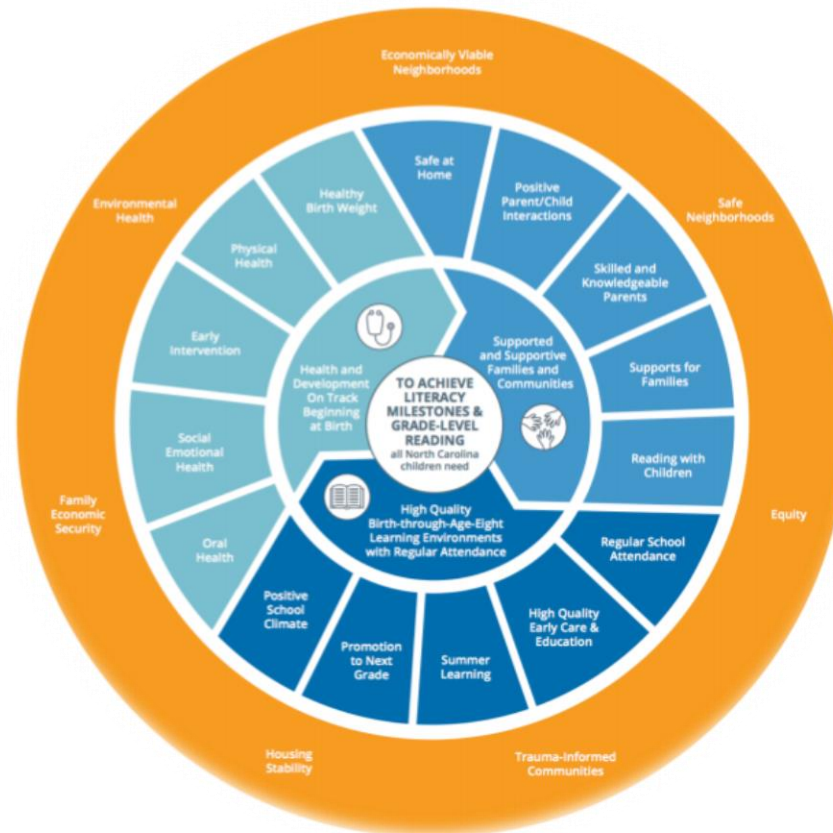 Economically Viable
Neighborhoods
Safe
Neighborhoods
Equity
Trauma-Informed
Communities
Housing
Stability
Family
Economic
Security
Environmental
Health
Safe at
Home
Positive
Parent/Child
Interactions
Skilled and
Knowledgeable
Parents
Supports for
Families
Reading with
Children
Regular School
Attendance
High Quality
Early Care &
Education
Summer
Learning
Promotion
to Next
Grade
Positive
School
Climate
Oral
Health
Social
Emotional
Health
Early
Intervention
Physical
Health
Healthy
Birth Weight
Health and
Development
On Track
Beginning
at Birth
Supported
and Supportive
Families and
Communities
High Quality
Birth-through-Age-Eight
Learning Environments
with Regular Attendance
TO ACHIEVE
LITERACY
MILESTONES &
GRADE-LEVEL
READING
all North Carolina
children need